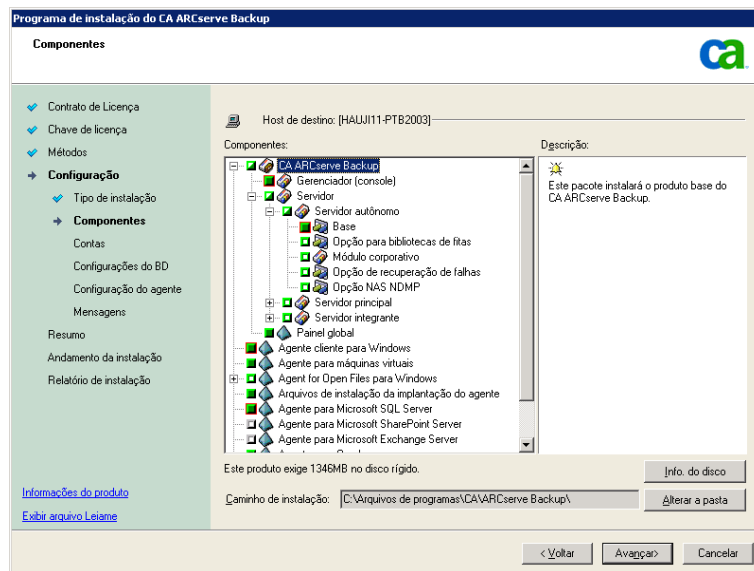 Programa de instalação do CA ARCserve Backup
Componentes
ca
Contrato de Licença
Chave de licença
Métodos
Configuração
Tipo de instalação
Componentes
Contas
Configurações do BD
Configuração do agente
Mensagens
Resumo
Andamento da instalação
Relatório de instalação
Informações do produto
Exibir arquivo Leiame
Host de destino: [HAUJI11-PTB2003]
Componentes:
CA ARCserve Backup
Gerenciador (console)
Servidor
Servidor autônomo
Base
Opção para bibliotecas de fitas
Módulo corporativo
Opção de recuperação de falhas
Opção NAS NDMP
Servidor principal
Servidor integrante
Painel global
Agente cliente para Windows
Agente para máquinas virtuais
Agent for Open Files para Windows
Arquivos de instalação da implantação do agente
Agente para Microsoft SQL Server
Agente para Microsoft SharePoint Server
Agente para Microsoft Exchange Server
Descrição:
Este pacote instalará o produto base do
CA ARCserve Backup.
Este produto exige 1346MB no disco rígido.
Info. do disco
Caminho de instalação: C:\Arquivos de programas\CA\ARCserve Backup\
Alterar a pasta
< Voltar
Avançar>
Cancelar